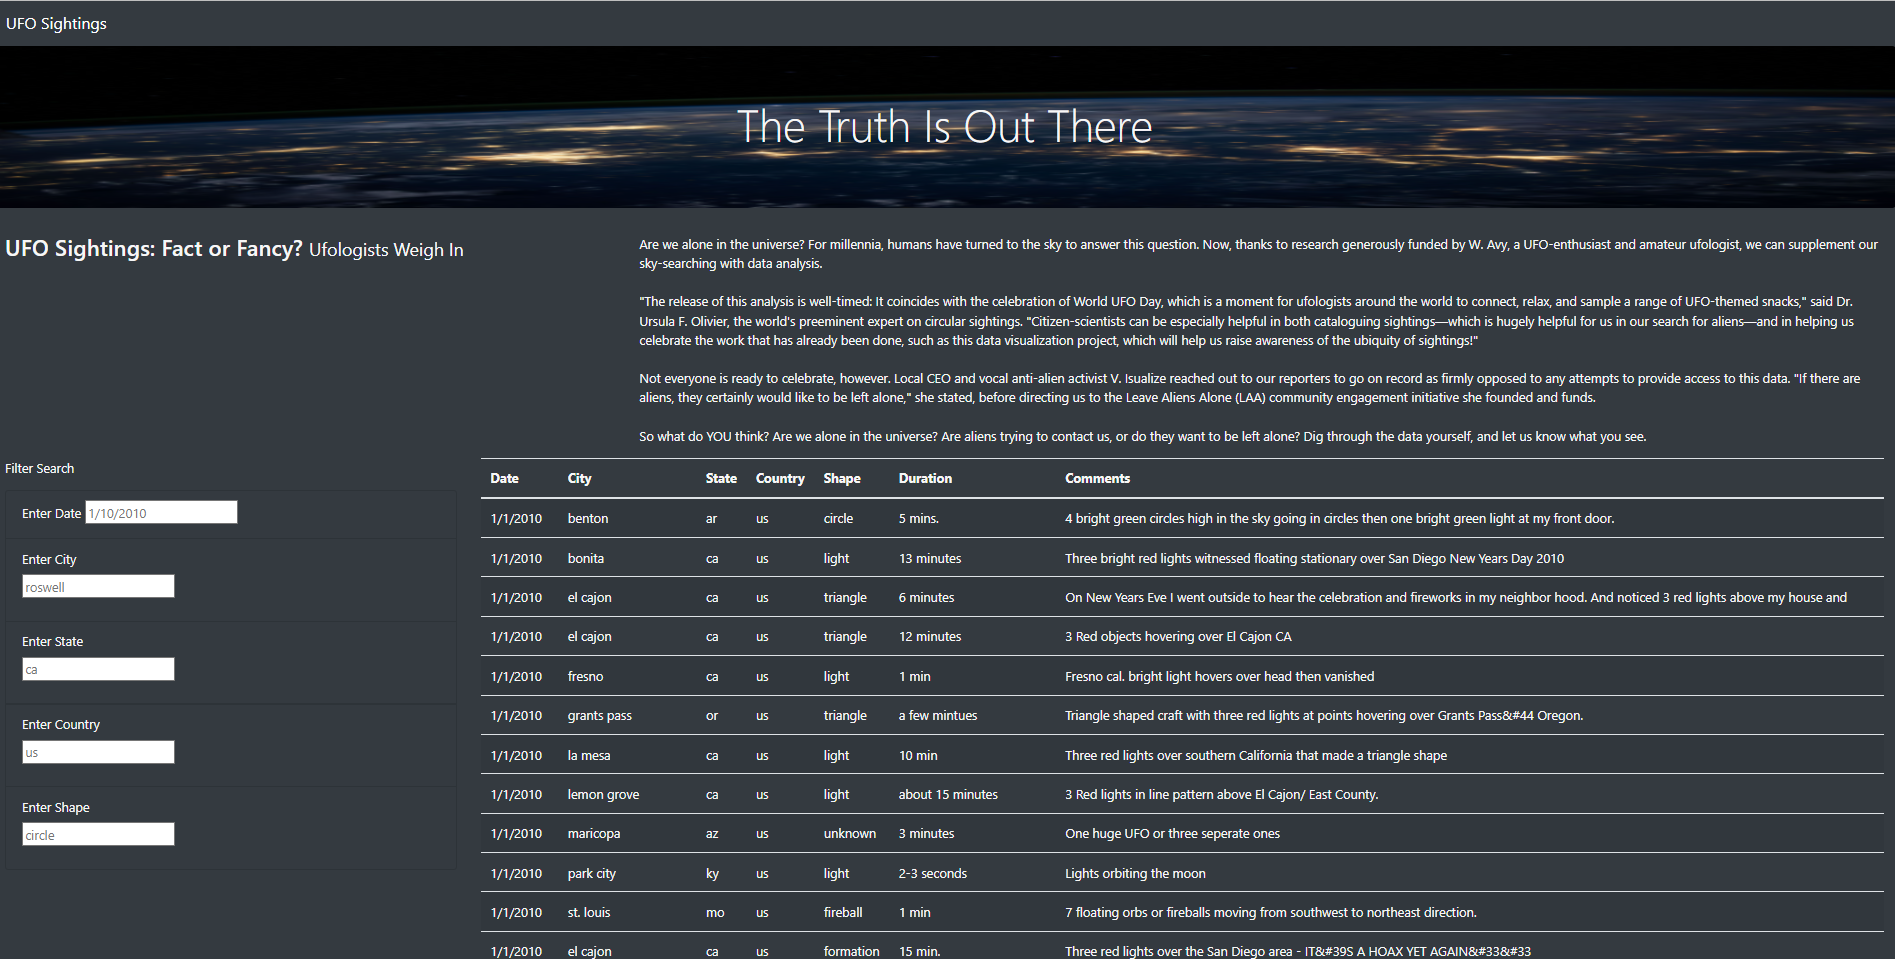 UFO Sightings
The Truth Is Out There
UFO Sightings: Fact or Fancy? Ufologists Weigh In
Are we alone in the universe? For millennia, humans have turned to the sky to answer this question. Now, thanks to research generously funded by W. Avy, a UFO-enthusiast and amateur ufologist, we can supplement our
sky-searching with data analysis.
"The release of this analysis is well-timed: It coincides with the celebration of World UFO Day, which is a moment for ufologists around the world to connect, relax, and sample a range of UFO-themed snacks," said Dr.
Ursula F. Olivier, the world's preeminent expert on circular sightings. "Citizen-scientists can be especially helpful in both cataloguing sightings—which is hugely helpful for us in our search for aliens—and in helping us
celebrate the work that has already been done, such as this data visualization project, which will help us raise awareness of the ubiquity of sightings!"
Not everyone is ready to celebrate, however. Local CEO and vocal anti-alien activist V. Isualize reached out to our reporters to go on record as firmly opposed to any attempts to provide access to this data. "If there are
aliens, they certainly would like to be left alone," she stated, before directing us to the Leave Aliens Alone (LAA) community engagement initiative she founded and funds.
So what do YOU think? Are we alone in the universe? Are aliens trying to contact us, or do they want to be left alone? Dig through the data yourself, and let us know what you see.
Filter Search
Enter Date 1/10/2010
Enter City
roswell
Enter State
ca
Enter Country
us
Enter Shape
circle
Date City State Country Shape Duration Comments
1/1/2010 benton ar us circle 5 mins. 4 bright green circles high in the sky going in circles then one bright green light at my front door.
1/1/2010 bonita ca us light 13 minutes Three bright red lights witnessed floating stationary over San Diego New Years Day 2010
1/1/2010 el cajon ca us triangle 6 minutes On New Years Eve I went outside to hear the celebration and fireworks in my neighbor hood. And noticed 3 red lights above my house and
1/1/2010 el cajon ca us triangle 12 minutes 3 Red objects hovering over El Cajon CA
1/1/2010 fresno ca us light 1 min Fresno cal. bright light hovers over head then vanished
1/1/2010 grants pass or us triangle a few mintues Triangle shaped craft with three red lights at points hovering over Grants Pass&#44 Oregon.
1/1/2010 la mesa ca us light 10 min Three red lights over southern California that made a triangle shape
1/1/2010 lemon grove ca us light about 15 minutes 3 Red lights in line pattern above El Cajon/ East County.
1/1/2010 maricopa az us unknown 3 minutes One huge UFO or three seperate ones
1/1/2010 park city ky us light 2-3 seconds Lights orbiting the moon
1/1/2010 st. louis mo us fireball 1 min 7 floating orbs or fireballs moving from southwest to northeast direction.
1/1/2010 el cajon ca us formation 15 min. Three red lights over the San Diego area - IT&#39S A HOAX YET AGAIN&#33&#33